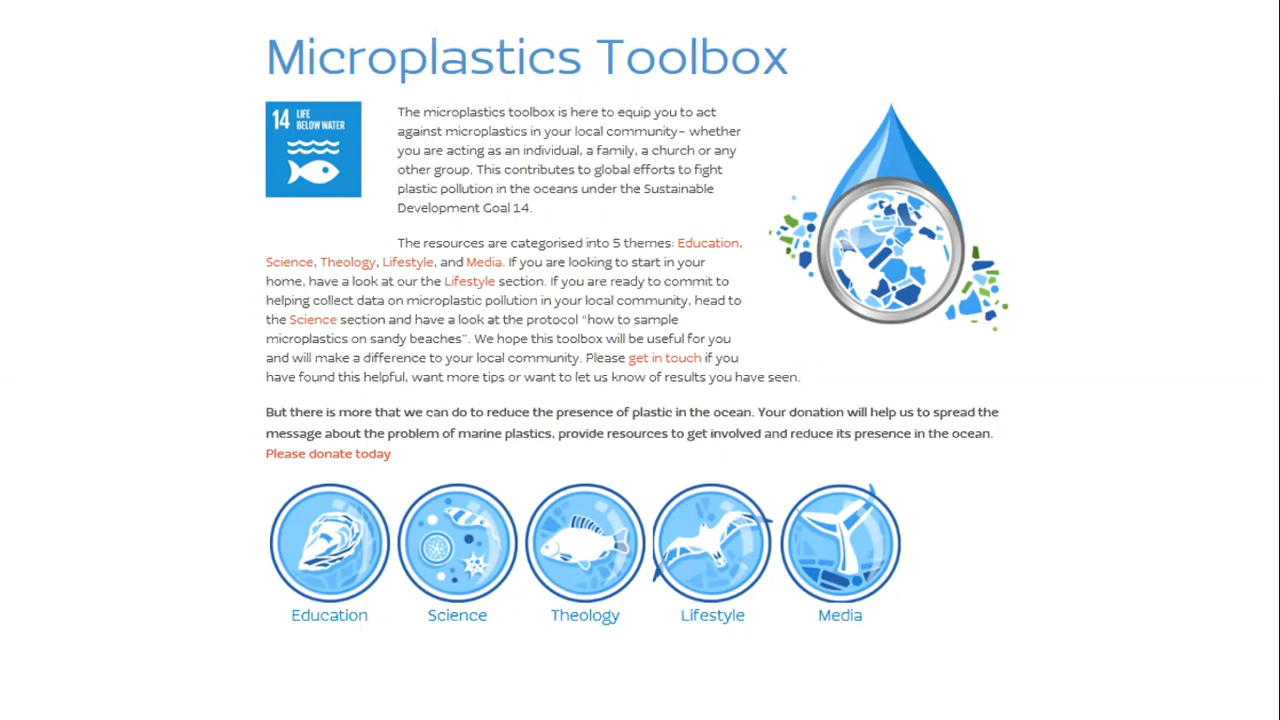 Microplastics Toolbox
14 LIFE
BELOW WATER
The microplastics toolbox is here to equip you to act
against microplastics in your local community– whether
you are acting as an individual, a family, a church or any
other group. This contributes to global efforts to fight
plastic pollution in the oceans under the Sustainable
Development Goal 14.
The resources are categorised into 5 themes: Education,
Science, Theology, Lifestyle, and Media. If you are looking to start in your
home, have a look at our the Lifestyle section. If you are ready to commit to
helping collect data on microplastic pollution in your local community, head to
the Science section and have a look at the protocol “how to sample
microplastics on sandy beaches”. We hope this toolbox will be useful for you
and will make a difference to your local community. Please get in touch if you
have found this helpful, want more tips or want to let us know of results you have seen.
But there is more that we can do to reduce the presence of plastic in the ocean. Your donation will help us to spread the
message about the problem of marine plastics, provide resources to get involved and reduce its presence in the ocean.
Please donate today
Education Science Theology Lifestyle Media